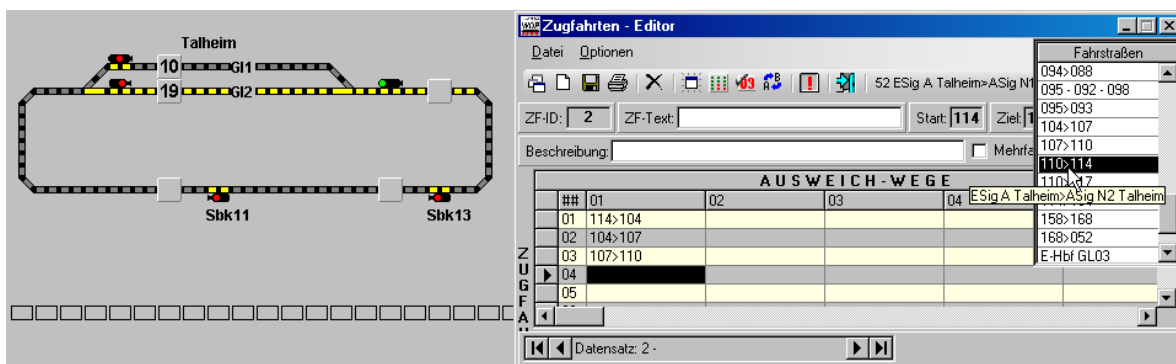 Talheim
10
Gl1
19
Gl2
Sbk11
Sbk13
Zugfahrten - Editor
Datei Optionen
52 ESig A Talheim>ASig N1
ZF-ID: 2 ZF-Text: Start: 114 Ziel: 1
Beschreibung: Mehrfa
AUSWEICH-WEGE
## 01 02 03 04
01 114>104
02 104>107
03 107>110
04
05
ZUGFA
Datensatz: 2 -
Fahrstraßen
094>088
095 - 092 - 098
095>093
104>107
107>110
110>114
110>117
ESig A Talheim>ASig N2 Talheim
158>168
168>052
E-Hbf GL03